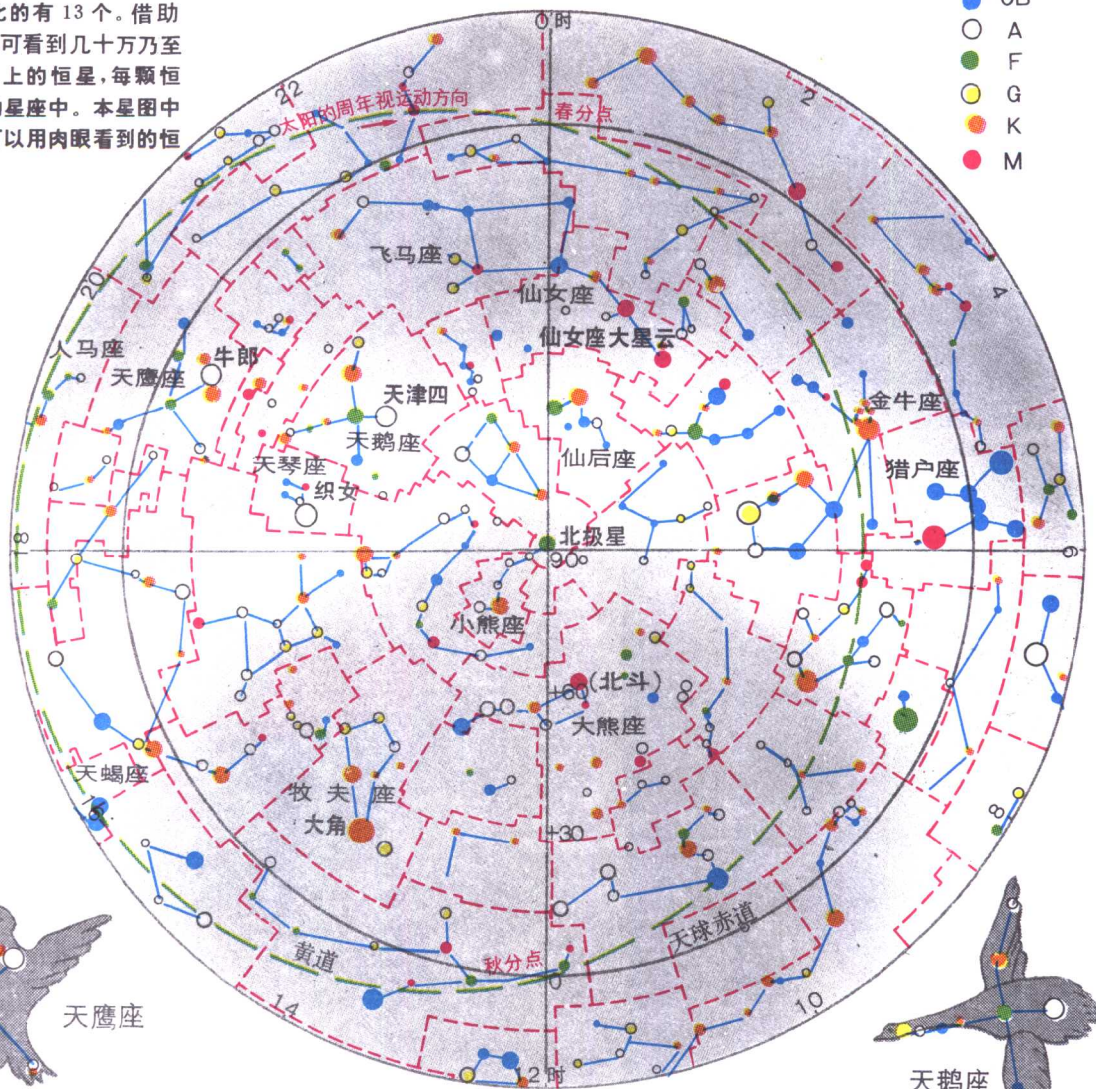 的有 13 个。借助
可看到几十万乃至
上的恒星,每颗恒
星座中。本星图中
可以用肉眼看到的恒
OB
A
F
G
K
M
0时
22
2
太阳的周年视运动方向
春分点
20
4
飞马座
仙女座
仙女座大星云
人马座
天鹰座
牛郎
天津四
天鹅座
金牛座
猎户座
天琴座
织女
仙后座
北极星
18
90
6
小熊座
+60
(北斗)
大熊座
天蝎座
牧夫座
大角
+30
黄道
秋分点
天球赤道
0
14
10
12时
天鹰座
天鹅座